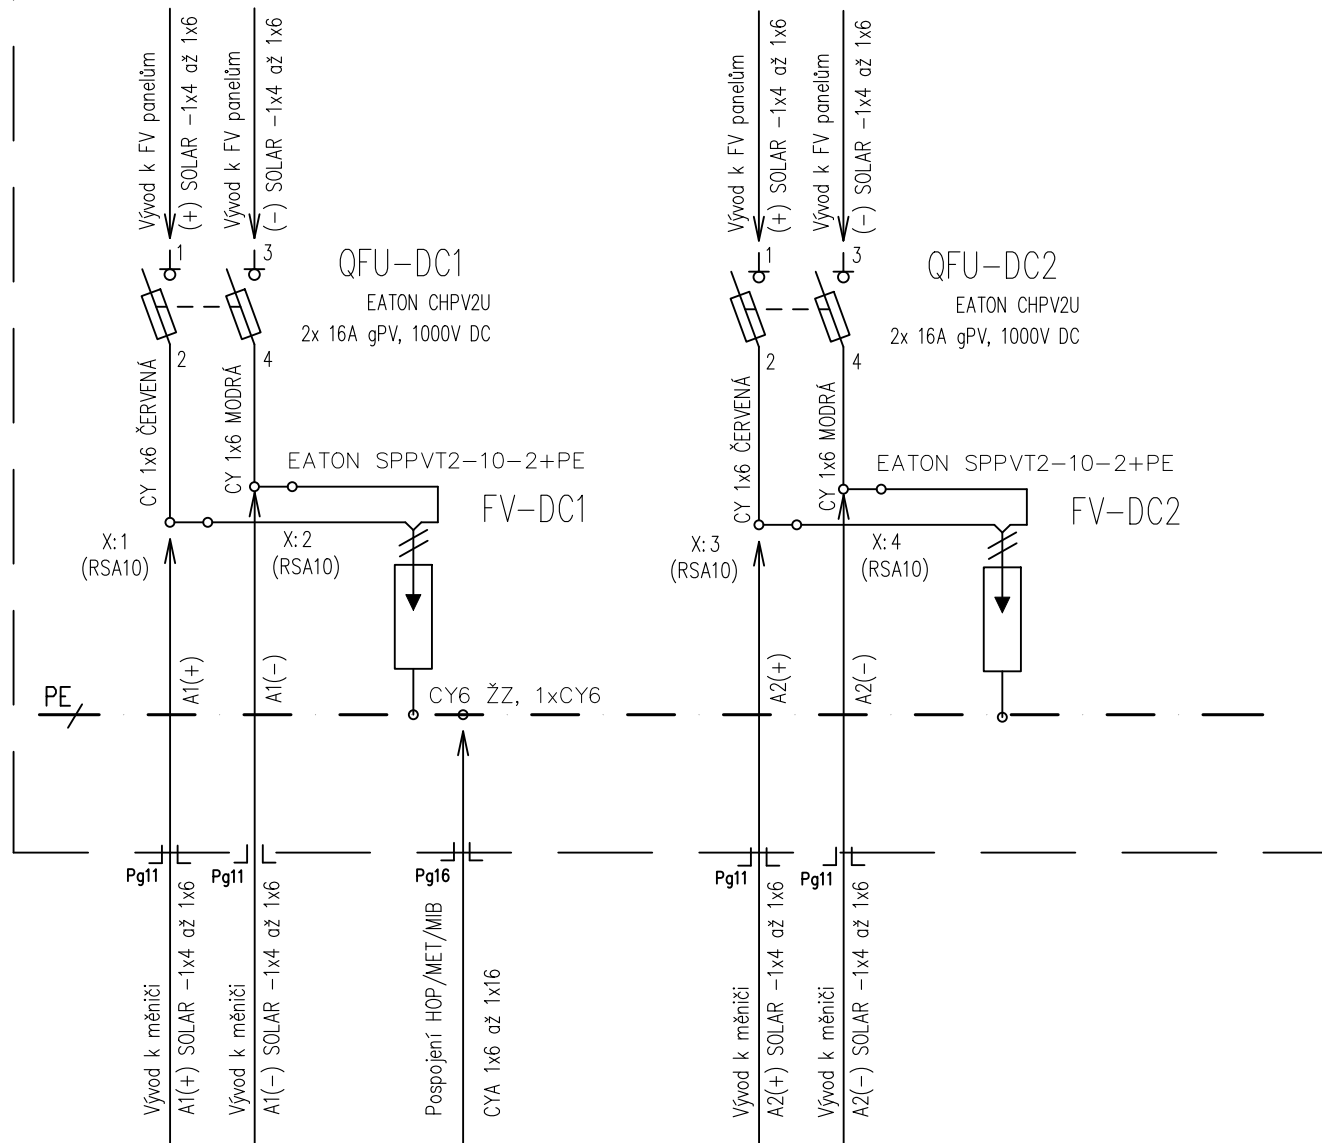 Vývod k FV panelům
(+) SOLAR -1x4 až 1x6
Vývod k FV panelům
(-) SOLAR -1x4 až 1x6
Vývod k FV panelům
(+) SOLAR -1x4 až 1x6
Vývod k FV panelům
(-) SOLAR -1x4 až 1x6
1
3
QFU-DC1
EATON CHPV2U
2x 16A gPV, 1000V DC
2
4
1
3
QFU-DC2
EATON CHPV2U
2x 16A gPV, 1000V DC
2
4
CY 1x6 ČERVENÁ
CY 1x6 MODRÁ
EATON SPPVT2-10-2+PE
FV-DC1
X:1
(RSA10)
X:2
(RSA10)
CY 1x6 ČERVENÁ
CY 1x6 MODRÁ
EATON SPPVT2-10-2+PE
FV-DC2
X:3
(RSA10)
X:4
(RSA10)
PE
A1(+)
A1(-)
CY6 ŽZ, 1xCY6
A2(+)
A2(-)
Pg11
Pg11
Pg16
Pg11
Pg11
Vývod k měniči
A1(+) SOLAR -1x4 až 1x6
Vývod k měniči
A1(-) SOLAR -1x4 až 1x6
Pospojení HOP/MET/MIB
CYA 1x6 až 1x16
Vývod k měniči
A2(+) SOLAR -1x4 až 1x6
Vývod k měniči
A2(-) SOLAR -1x4 až 1x6